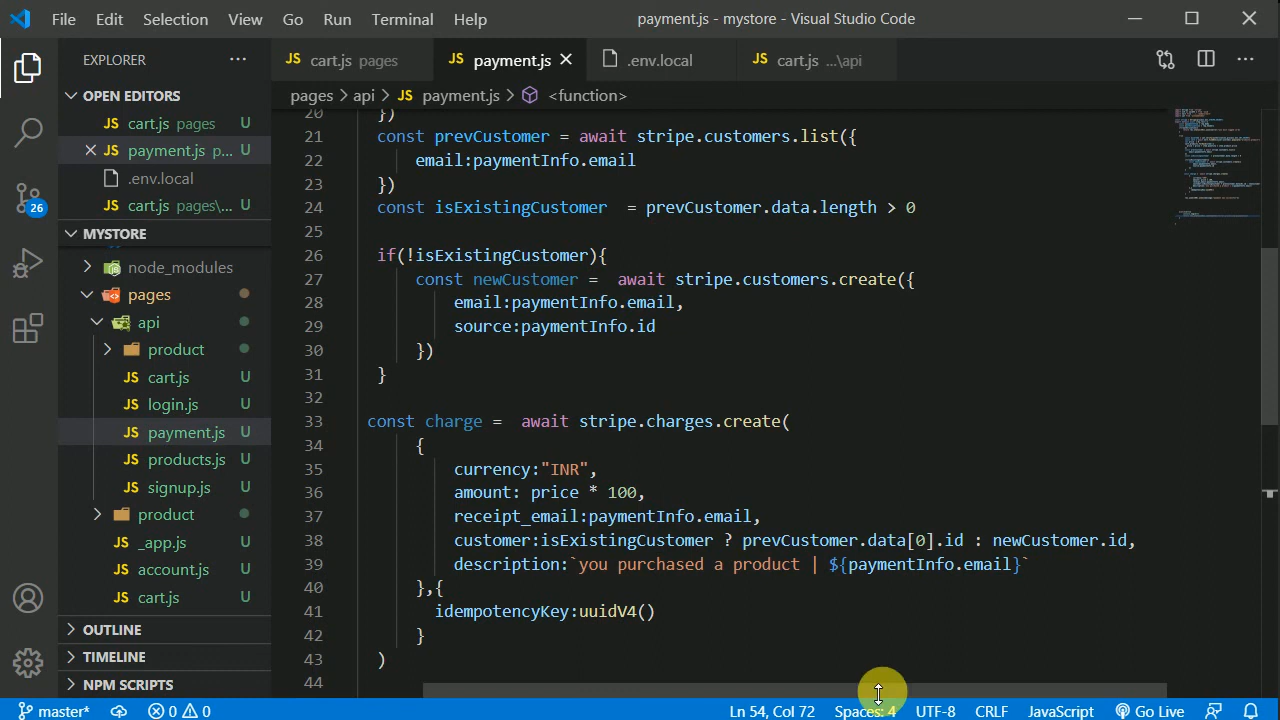 File Edit Selection View Go Run Terminal Help payment.js - mystore - Visual Studio Code
EXPLORER
OPEN EDITORS
JS cart.js pages U
payment.js p... U
.env.local
JS cart.js pages\... U
MYSTORE
node_modules
pages
api
product
JS cart.js U
JS login.js U
JS payment.js U
JS products.js U
JS signup.js U
product
JS _app.js U
JS account.js U
JS cart.js U
OUTLINE
TIMELINE
NPM SCRIPTS
26
JS cart.js pages JS payment.js .env.local JS cart.js ...\api
pages > api > JS payment.js > <function>
20 })
21 const prevCustomer = await stripe.customers.list({
22 email:paymentInfo.email
23 })
24 const isExistingCustomer = prevCustomer.data.length > 0
25
26 if(!isExistingCustomer){
27 const newCustomer = await stripe.customers.create({
28 email:paymentInfo.email,
29 source:paymentInfo.id
30 })
31 }
32
33 const charge = await stripe.charges.create(
34 {
35 currency:"INR",
36 amount: price * 100,
37 receipt_email:paymentInfo.email,
38 customer:isExistingCustomer ? prevCustomer.data[0].id : newCustomer.id,
39 description:`you purchased a product | ${paymentInfo.email}`
40 },{
41 idempotencyKey:uuidV4()
42 }
43 )
44
master* 0 0 Ln 54, Col 72 Spaces: 4 UTF-8 CRLF JavaScript Go Live